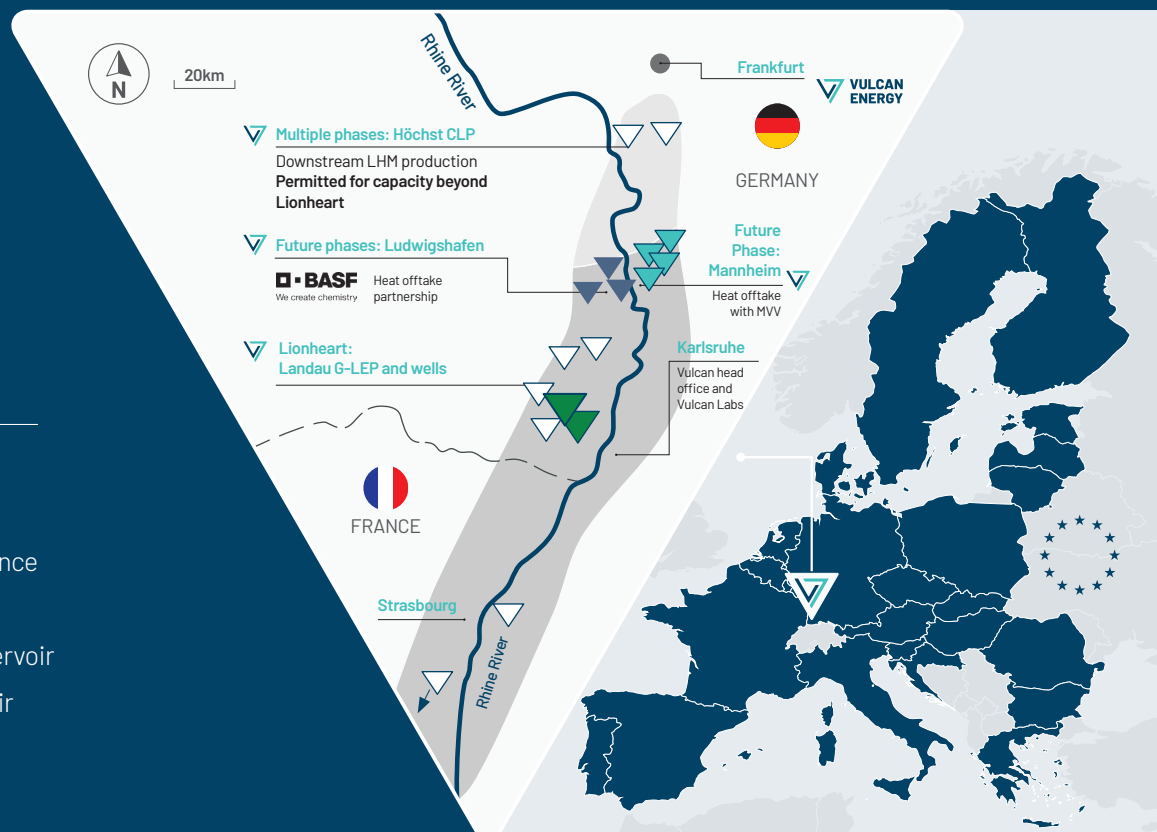 N
20km
Rhine River
Frankfurt
VULCAN
ENERGY
GERMANY
Multiple phases: Höchst CLP
Downstream LHM production
Permitted for capacity beyond
Lionheart
Future phases: Ludwigshafen
BASF
We create chemistry
Heat offtake
partnership
Future
Phase:
Mannheim
Heat offtake
with MVV
Lionheart:
Landau G-LEP and wells
Karlsruhe
Vulcan head
office and
Vulcan Labs
FRANCE
Strasbourg
Rhine River
nce
ervoir
ir